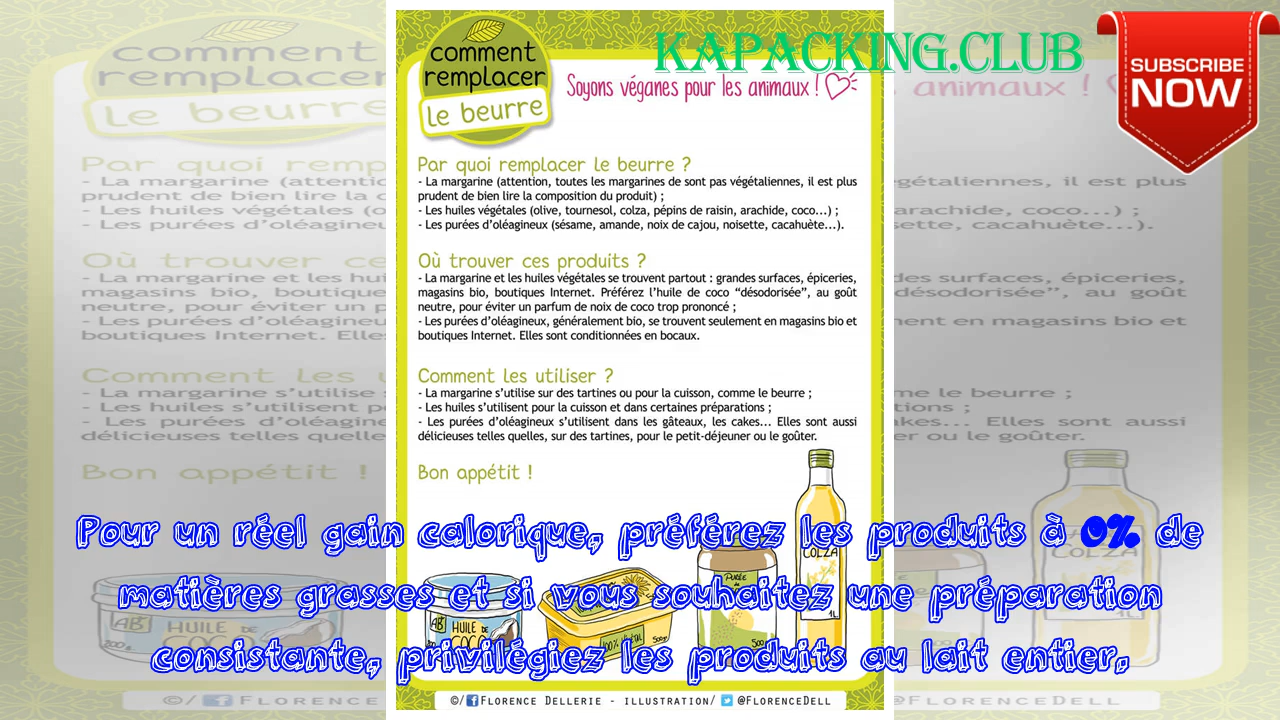 KAPACKING.CLUB
SUBSCRIBE
NOW
comment
remplacer
le beurre
Soyons véganes pour les animaux !
Par quoi remplacer le beurre ?
- La margarine (attention, toutes les margarines de sont pas végétaliennes, il est plus
prudent de bien lire la composition du produit) ;
- Les huiles végétales (olive, tournesol, colza, pépins de raisin, arachide, coco...) ;
- Les purées d’oléagineux (sésame, amande, noix de cajou, noisette, cacahuète...).
Où trouver ces produits ?
- La margarine et les huiles végétales se trouvent partout : grandes surfaces, épiceries,
magasins bio, boutiques Internet. Préférez l’huile de coco “désodorisée”, au goût
neutre, pour éviter un parfum de noix de coco trop prononcé ;
- Les purées d’oléagineux, généralement bio, se trouvent seulement en magasins bio et
boutiques Internet. Elles sont conditionnées en bocaux.
Comment les utiliser ?
- La margarine s’utilise sur des tartines ou pour la cuisson, comme le beurre ;
- Les huiles s’utilisent pour la cuisson et dans certaines préparations ;
- Les purées d’oléagineux s’utilisent dans les gâteaux, les cakes... Elles sont aussi
délicieuses telles quelles, sur des tartines, pour le petit-déjeuner ou le goûter.
Bon appétit !
Pour un réel gain calorique, préférez les produits à 0% de
matières grasses et si vous souhaitez une préparation
consistante, privilégiez les produits au lait entier.
COLZA
1L
PURÉE
DE
500g
100% VÉGÉTAL
AB
HUILE DE
COCO
©/ FLORENCE DELLERIE - ILLUSTRATION/ @FLORENCEDELL